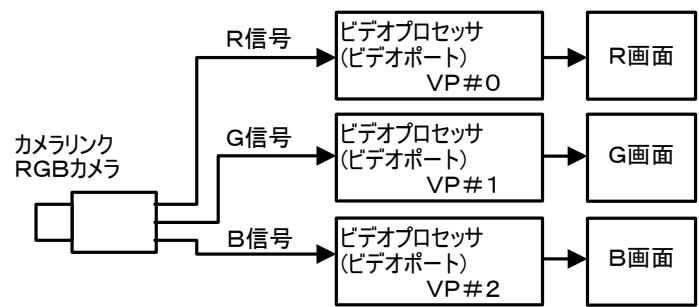 R信号
ビデオプロセッサ
(ビデオポート)
VP#0
R画面
カメラリンク
RGBカメラ
G信号
ビデオプロセッサ
(ビデオポート)
VP#1
G画面
B信号
ビデオプロセッサ
(ビデオポート)
VP#2
B画面